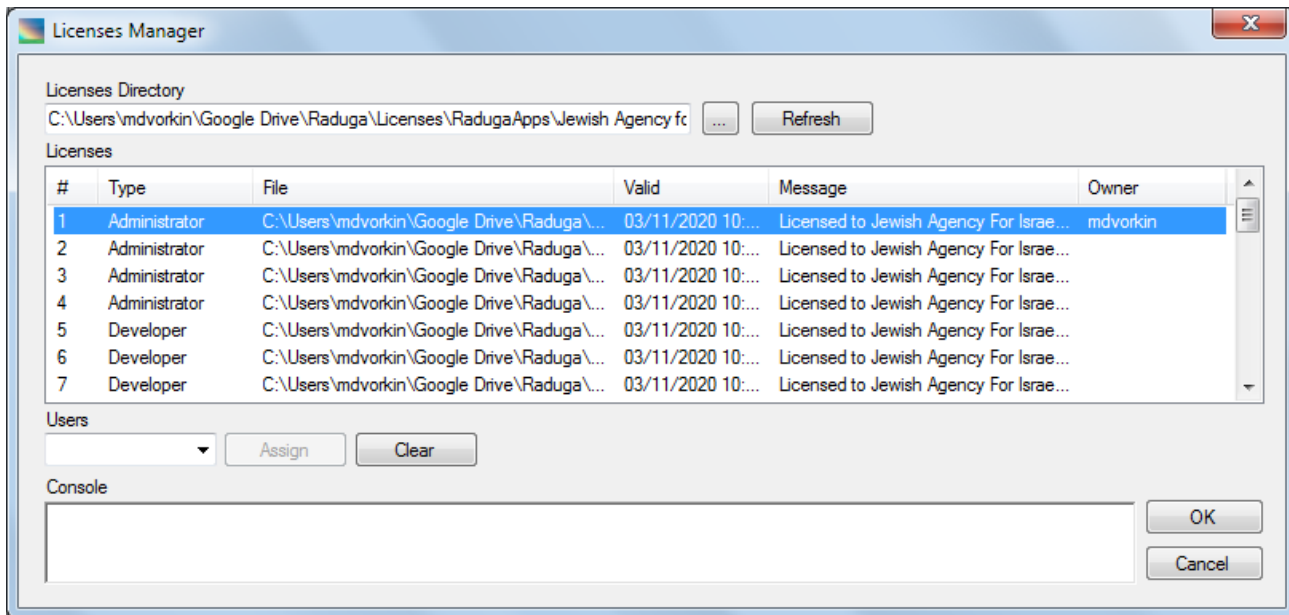 Licenses Manager
Licenses Directory
C:\Users\mdvorkin\Google Drive\Raduga\Licenses\RadugaApps\Jewish Agency fo
... Refresh
Licenses
# Type File Valid Message Owner
1 Administrator C:\Users\mdvorkin\Google Drive\Raduga\... 03/11/2020 10:... Licensed to Jewish Agency For Israe... mdvorkin
2 Administrator C:\Users\mdvorkin\Google Drive\Raduga\... 03/11/2020 10:... Licensed to Jewish Agency For Israe...
3 Administrator C:\Users\mdvorkin\Google Drive\Raduga\... 03/11/2020 10:... Licensed to Jewish Agency For Israe...
4 Administrator C:\Users\mdvorkin\Google Drive\Raduga\... 03/11/2020 10:... Licensed to Jewish Agency For Israe...
5 Developer C:\Users\mdvorkin\Google Drive\Raduga\... 03/11/2020 10:... Licensed to Jewish Agency For Israe...
6 Developer C:\Users\mdvorkin\Google Drive\Raduga\... 03/11/2020 10:... Licensed to Jewish Agency For Israe...
7 Developer C:\Users\mdvorkin\Google Drive\Raduga\... 03/11/2020 10:... Licensed to Jewish Agency For Israe...
Users
Assign Clear
Console
OK
Cancel